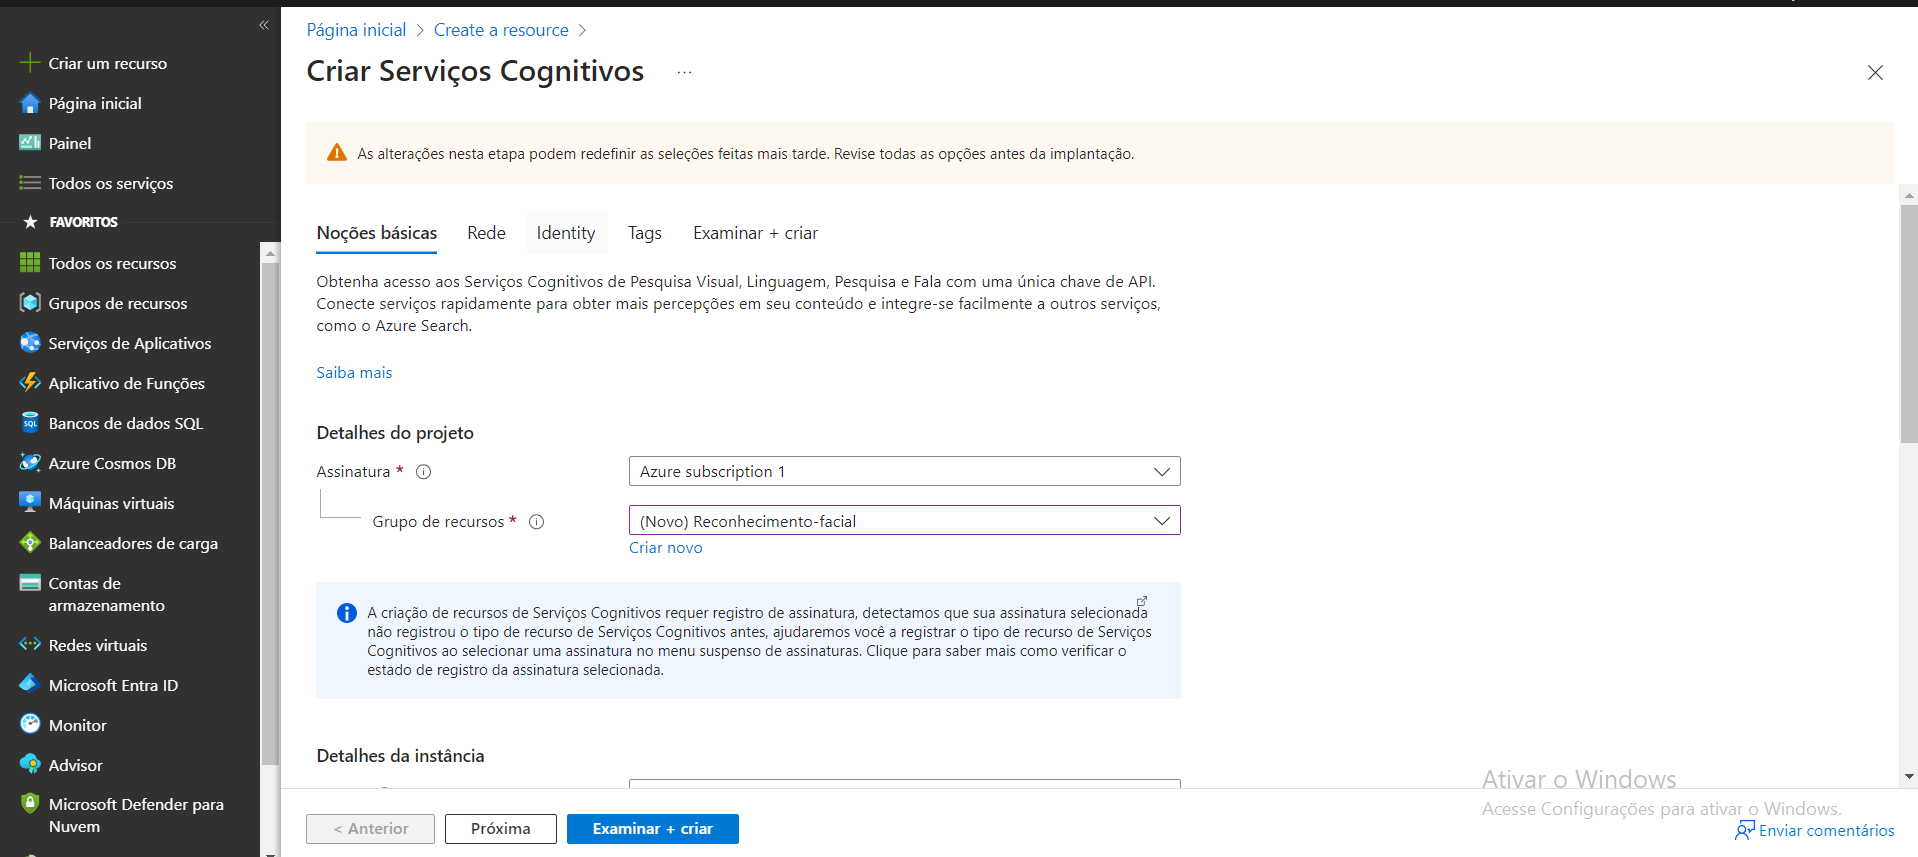 Criar um recurso
Página inicial
Painel
Todos os serviços
FAVORITOS
Todos os recursos
Grupos de recursos
Serviços de Aplicativos
Aplicativo de Funções
Bancos de dados SQL
SQL
Azure Cosmos DB
Máquinas virtuais
Balanceadores de carga
Contas de
armazenamento
Redes virtuais
Microsoft Entra ID
Monitor
Advisor
Microsoft Defender para
Nuvem
Página inicial > Create a resource >
Criar Serviços Cognitivos ...
As alterações nesta etapa podem redefinir as seleções feitas mais tarde. Revise todas as opções antes da implantação.
Noções básicas Rede Identity Tags Examinar + criar
Obtenha acesso aos Serviços Cognitivos de Pesquisa Visual, Linguagem, Pesquisa e Fala com uma única chave de API.
Conecte serviços rapidamente para obter mais percepções em seu conteúdo e integre-se facilmente a outros serviços,
como o Azure Search.
Saiba mais
Detalhes do projeto
Assinatura * Azure subscription 1
Grupo de recursos * (Novo) Reconhecimento-facial
Criar novo
A criação de recursos de Serviços Cognitivos requer registro de assinatura, detectamos que sua assinatura selecionada
não registrou o tipo de recurso de Serviços Cognitivos antes, ajudaremos você a registrar o tipo de recurso de Serviços
Cognitivos ao selecionar uma assinatura no menu suspenso de assinaturas. Clique para saber mais como verificar o
estado de registro da assinatura selecionada.
Detalhes da instância
< Anterior Próxima Examinar + criar
Ativar o Windows
Acesse Configurações para ativar o Windows.
Enviar comentários